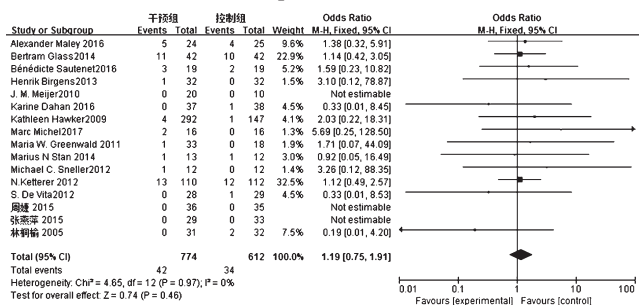 干预组 控制组 Odds Ratio Odds Ratio
Study or Subgroup Events Total Events Total Weight M-H, Fixed, 95% CI M-H, Fixed, 95% CI
Alexander Maley 2016 5 24 4 25 9.6% 1.38 [0.32, 5.91]
Bertram Glass2014 11 42 10 42 22.9% 1.14 [0.42, 3.05]
Bénédicte Sautenet2016 3 19 2 19 5.2% 1.59 [0.23, 10.82]
Henrik Birgens2013 1 32 0 32 1.5% 3.10 [0.12, 78.87]
J. M. Meijer2010 0 20 0 10 Not estimable
Karine Dahan 2016 0 37 1 38 4.5% 0.33 [0.01, 8.45]
Kathleen Hawker2009 4 292 1 147 4.1% 2.03 [0.22, 18.31]
Marc Michel2017 2 16 0 16 1.3% 5.69 [0.25, 128.50]
Maria W. Greenwald 2011 1 33 0 18 1.9% 1.71 [0.07, 44.09]
Marius N Stan 2014 1 13 1 12 3.0% 0.92 [0.05, 16.49]
Michael C. Sneller2012 1 12 0 12 1.4% 3.26 [0.12, 88.35]
N.Ketterer 2012 13 110 12 112 32.5% 1.12 [0.49, 2.57]
S. De Vita2012 0 28 1 29 4.5% 0.33 [0.01, 8.53]
2015 0 36 0 35 Not estimable
张燕萍 2015 0 29 0 33 Not estimable
2005 0 31 2 32 7.5% 0.19 [0.01, 4.20]
Total (95% CI) 774 612 100.0% 1.19 [0.75, 1.91]
Total events 42 34
Heterogeneity: Chi² = 4.65, df = 12 (P = 0.97); I² = 0%
Test for overall effect: Z = 0.74 (P = 0.46)
0.01 0.1 1 10 100
Favours [experimental] Favours [control]